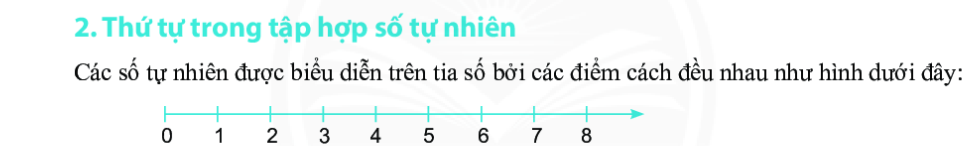 2. Thứ tự trong tập hợp số tự nhiên
Các số tự nhiên được biểu diễn trên tia số bởi các điểm cách đều nhau như hình dưới đây:
0 1 2 3 4 5 6 7 8